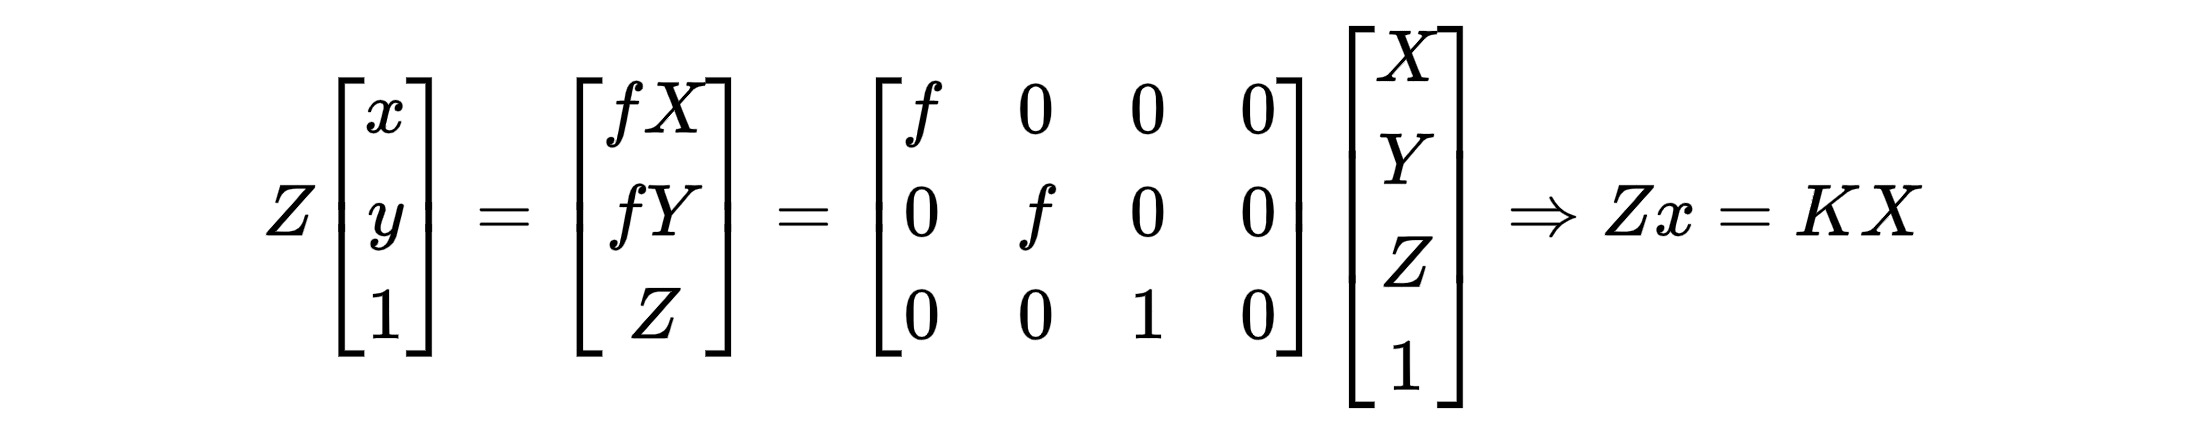 $$Z \begin{bmatrix} x \\ y \\ 1 \end{bmatrix} = \begin{bmatrix} fX \\ fY \\ Z \end{bmatrix} = \begin{bmatrix} f & 0 & 0 & 0 \\ 0 & f & 0 & 0 \\ 0 & 0 & 1 & 0 \end{bmatrix} \begin{bmatrix} X \\ Y \\ Z \\ 1 \end{bmatrix} \Rightarrow Zx = KX$$